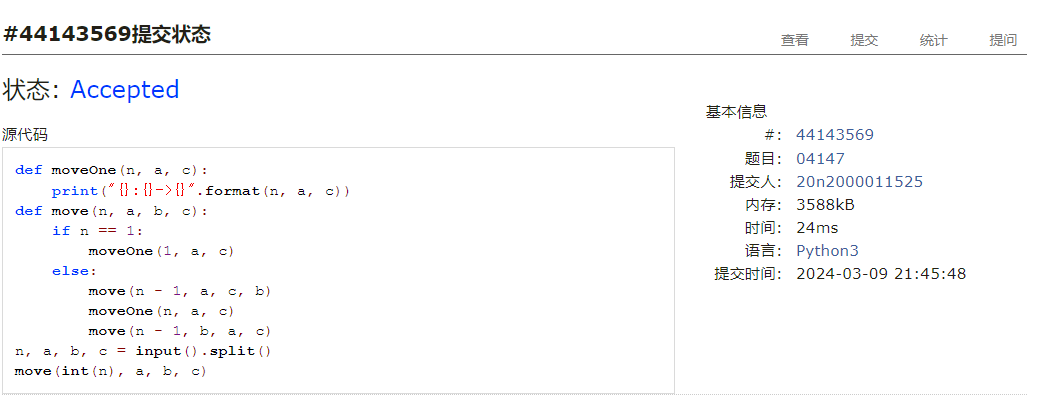 #44143569提交状态
查看 提交 统计 提问
状态: Accepted
源代码
def moveOne(n, a, c):
    print("{}:{}->{}".format(n, a, c))
def move(n, a, b, c):
    if n == 1:
        moveOne(1, a, c)
    else:
        move(n - 1, a, c, b)
        moveOne(n, a, c)
        move(n - 1, b, a, c)
n, a, b, c = input().split()
move(int(n), a, b, c)
基本信息
#: 44143569
题目: 04147
提交人: 20n2000011525
内存: 3588kB
时间: 24ms
语言: Python3
提交时间: 2024-03-09 21:45:48